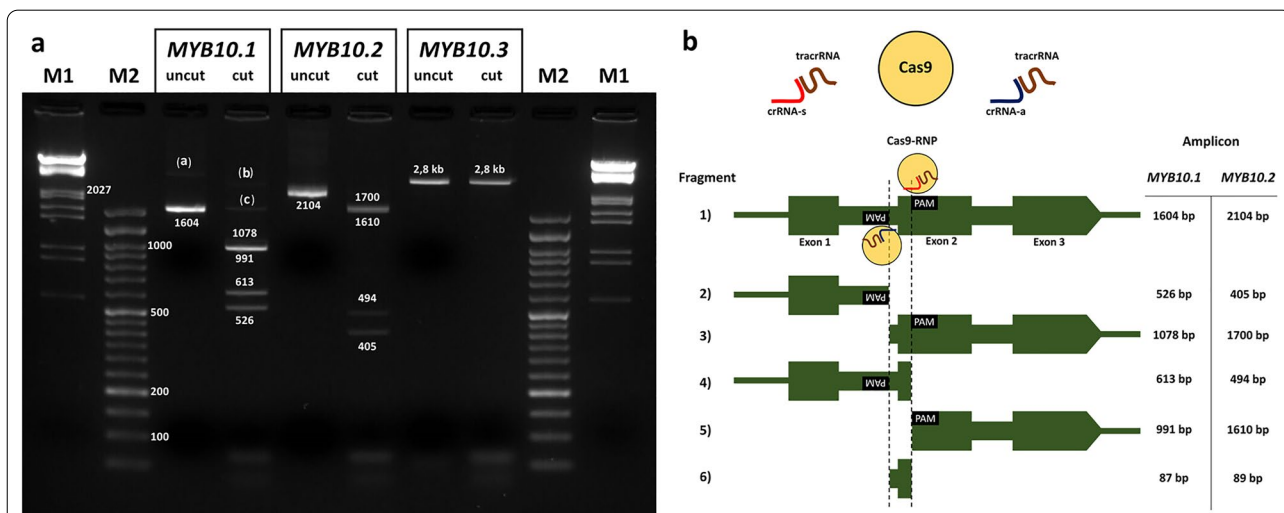 a
MYB10.1 MYB10.2 MYB10.3
M1 M2 uncut cut uncut cut uncut cut M2 M1
(a) (b) 2,8 kb 2,8 kb
2027 (c) 1700
1604 2104 1610
1078
1000
991
613 494
500 526
405
200
100
b
tracrRNA tracrRNA
Cas9
crRNA-s crRNA-a
Cas9-RNP Amplicon
Fragment MYB10.1 MYB10.2
1) PAM PAM 1604 bp 2104 bp
Exon 1 Exon 2 Exon 3
2) PAM 526 bp 405 bp
3) PAM 1078 bp 1700 bp
4) PAM 613 bp 494 bp
5) PAM 991 bp 1610 bp
6) 87 bp 89 bp